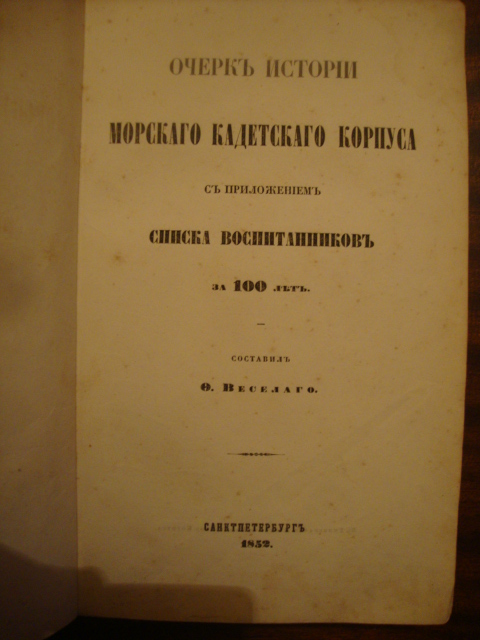 ОЧЕРКЪ ИСТОРІИ
МОРСКАГО КАДЕТСКАГО КОРПУСА
СЪ ПРИЛОЖЕНІЕМЪ
СПИСКА ВОСПИТАННИКОВЪ
ЗА 100 ЛѢТЪ.
СОСТАВИЛЪ
Ѳ. ВЕСЕЛАГО.
САНКТПЕТЕРБУРГЪ
1852.